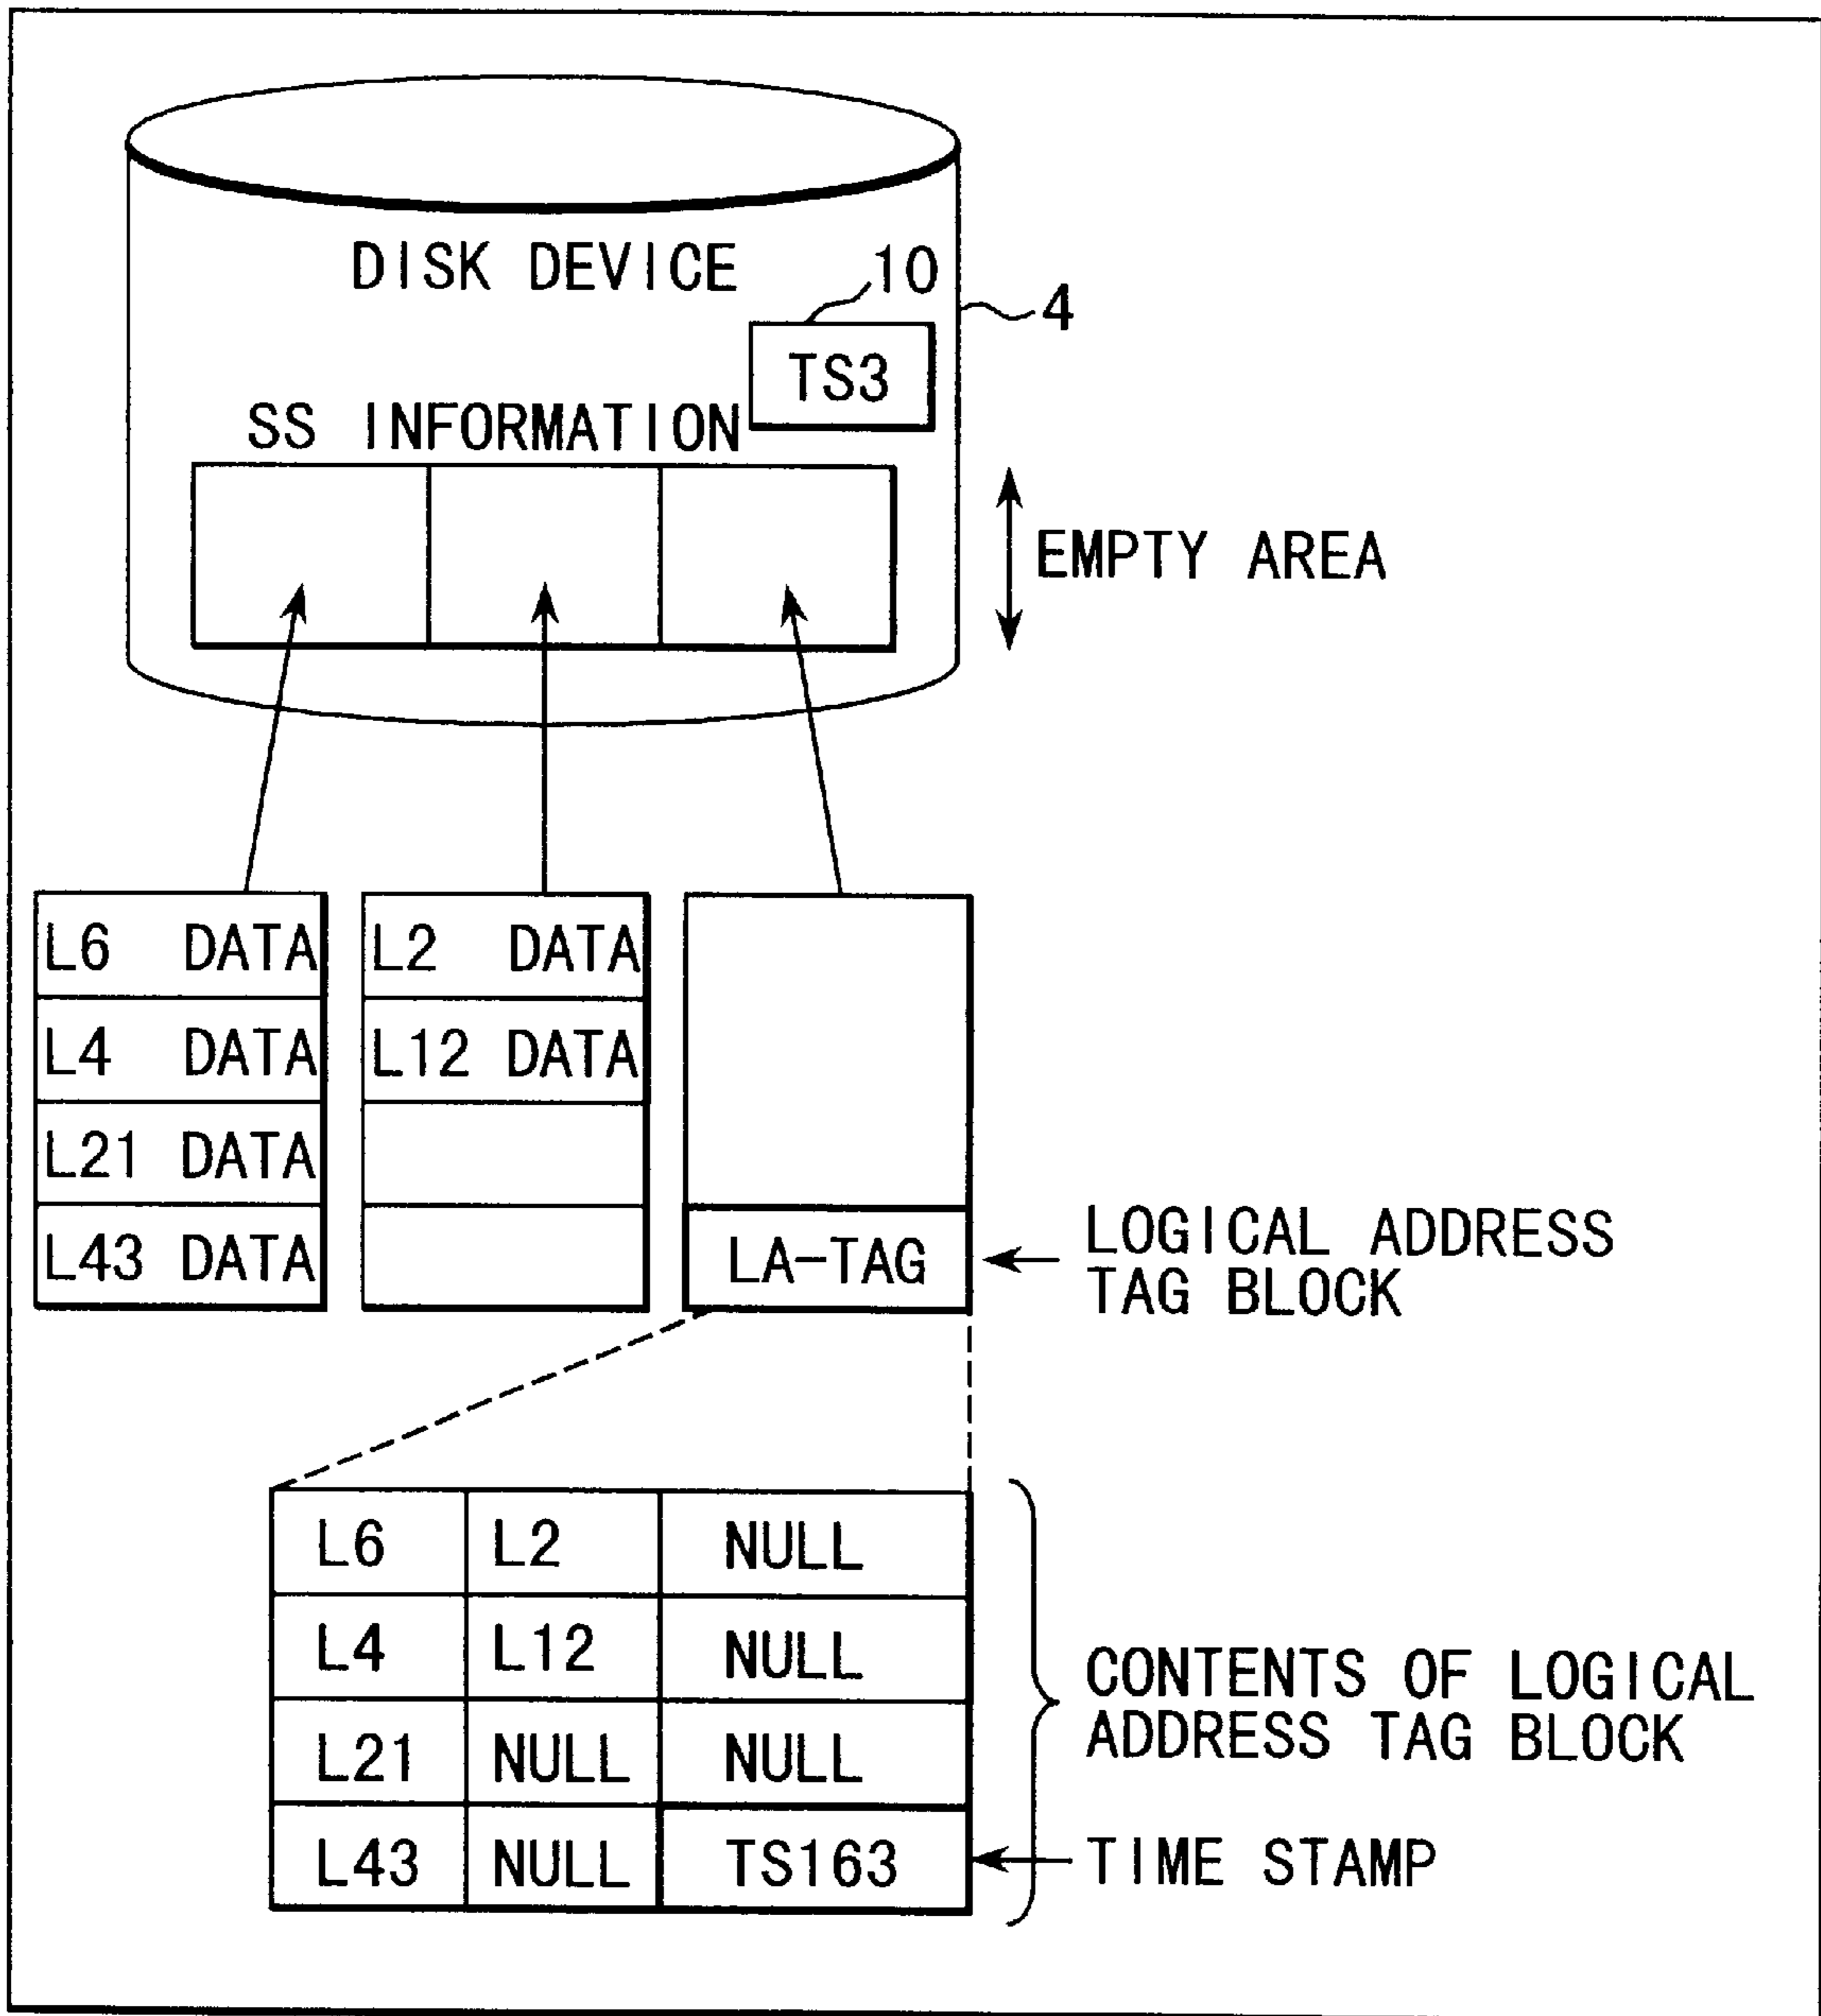 DISK DEVICE
10
4
TS3
SS INFORMATION
EMPTY AREA
L6 DATA
L2 DATA
L4 DATA
L12 DATA
L21 DATA
L43 DATA
LA-TAG
LOGICAL ADDRESS
TAG BLOCK
L6 L2 NULL
L4 L12 NULL
L21 NULL NULL
L43 NULL TS163
CONTENTS OF LOGICAL
ADDRESS TAG BLOCK
TIME STAMP